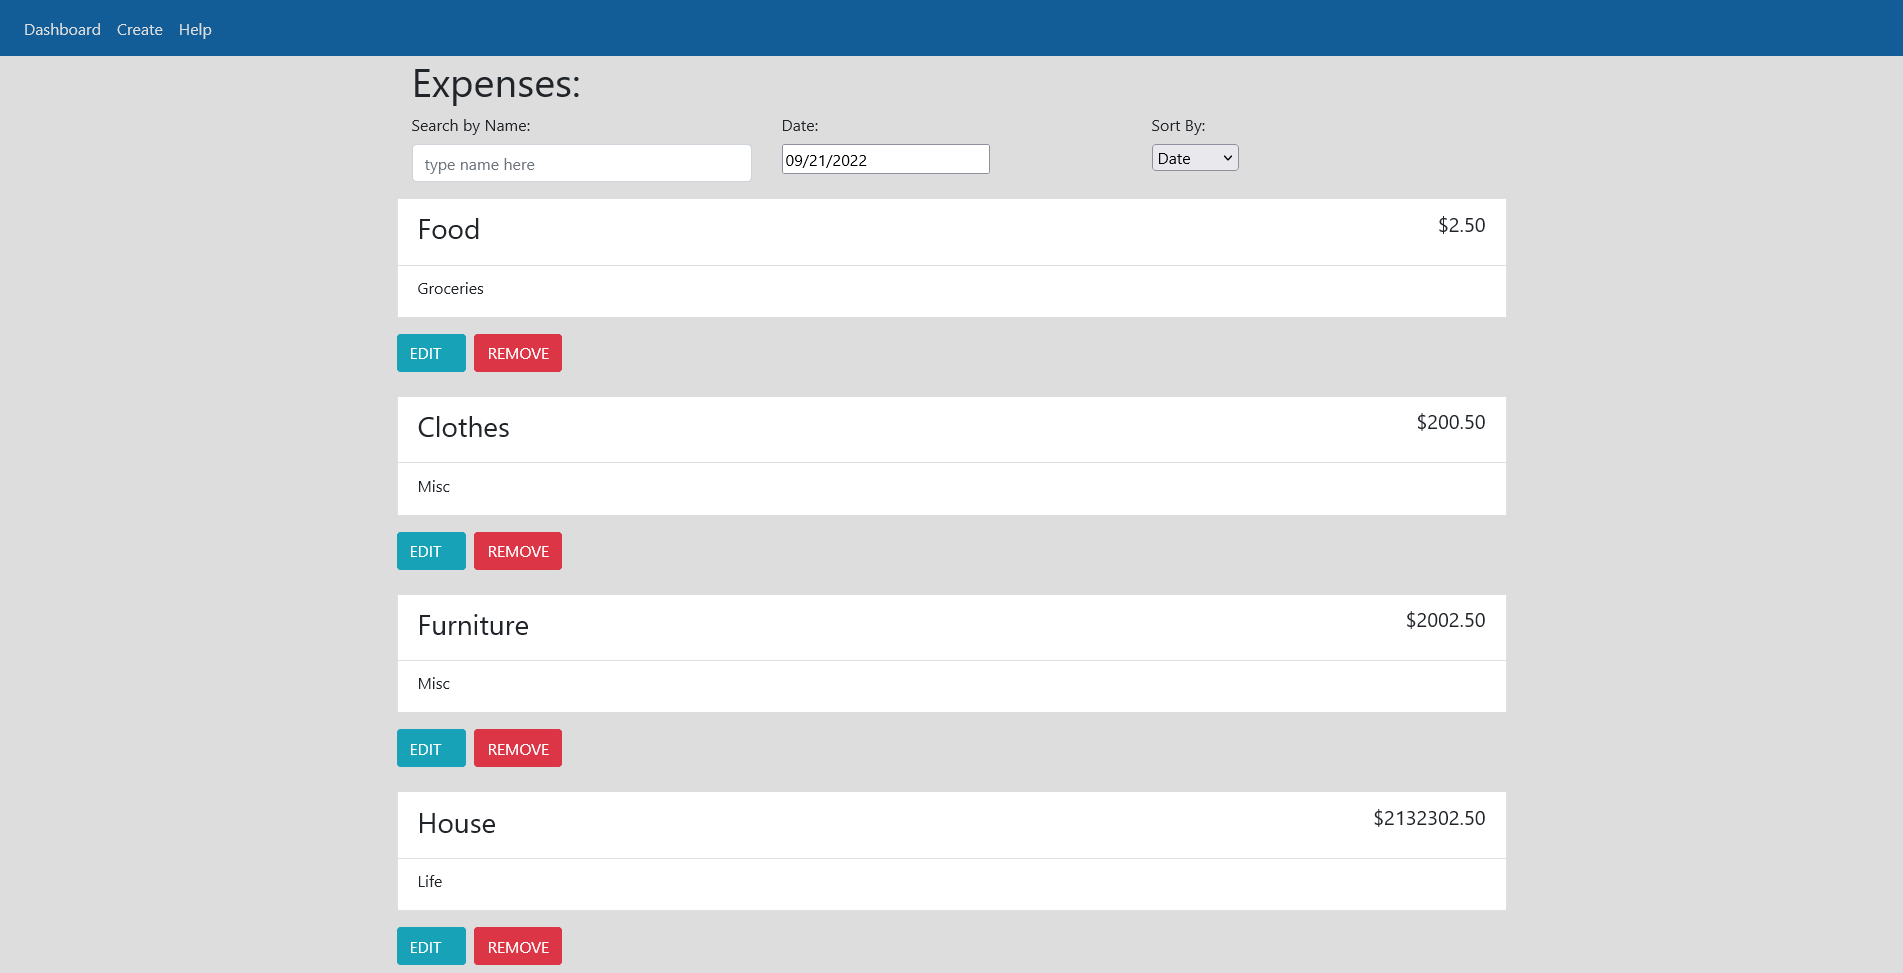 Dashboard Create Help
Expenses:
Search by Name: Date: Sort By:
type name here 09/21/2022 Date
Food $2.50
Groceries
EDIT REMOVE
Clothes $200.50
Misc
EDIT REMOVE
Furniture $2002.50
Misc
EDIT REMOVE
House $2132302.50
Life
EDIT REMOVE